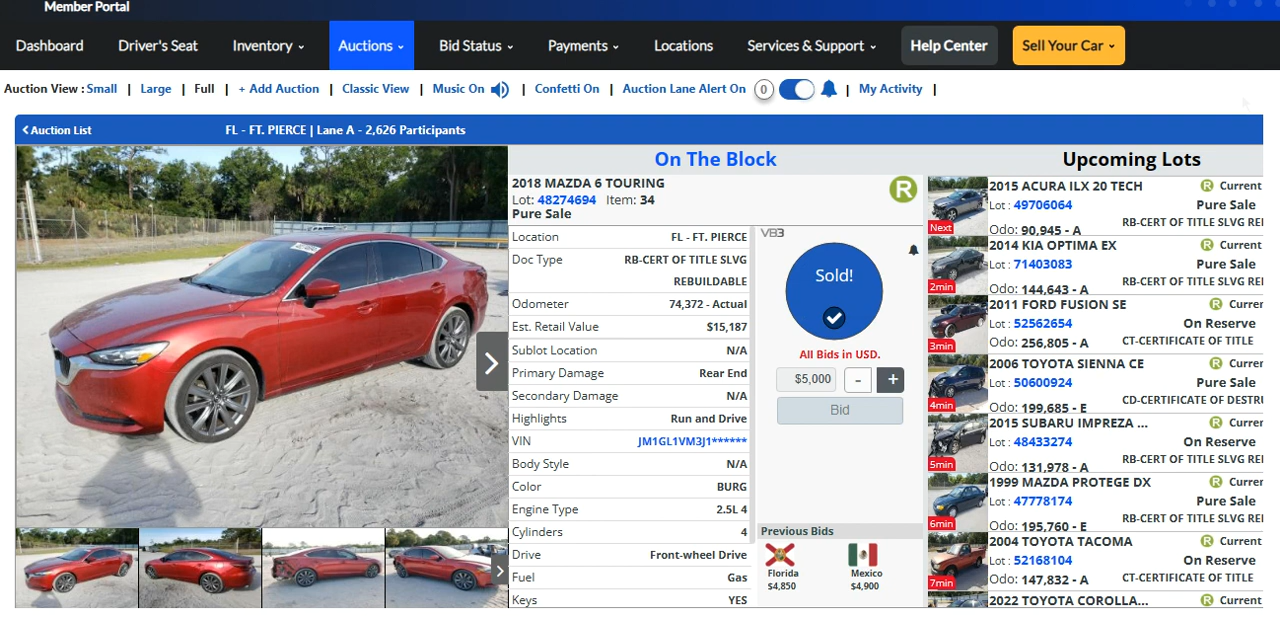 Member Portal
Dashboard Driver's Seat Inventory Auctions Bid Status Payments Locations Services & Support Help Center Sell Your Car
Auction View : Small | Large | Full | + Add Auction | Classic View | Music On | Confetti On | Auction Lane Alert On 0 | My Activity |
Auction List FL - FT. PIERCE | Lane A - 2,626 Participants
On The Block
2018 MAZDA 6 TOURING
R
Lot: 48274694 Item: 34
Pure Sale
Location FL - FT. PIERCE
Doc Type RB-CERT OF TITLE SLVG
REBUILDABLE
Odometer 74,372 - Actual
Est. Retail Value $15,187
Sublot Location N/A
Primary Damage Rear End
Secondary Damage N/A
Highlights Run and Drive
VIN JM1GL1VM3J1******
Body Style N/A
Color BURG
Engine Type 2.5L 4
Cylinders 4
Drive Front-wheel Drive
Fuel Gas
Keys YES
VB3
Sold!
All Bids in USD.
$5,000 - +
Bid
Previous Bids
Florida Mexico
$4,850 $4,900
Upcoming Lots
2015 ACURA ILX 20 TECH R Current
Lot : 49706064 Pure Sale
Next RB-CERT OF TITLE SLVG REI
Odo: 90,945 - A
2014 KIA OPTIMA EX R Current
Lot : 71403083 Pure Sale
2min RB-CERT OF TITLE SLVG REI
Odo: 144,643 - A
2011 FORD FUSION SE R Currer
Lot : 52562654 On Reserve
3min Odo: 256,805 - A CT-CERTIFICATE OF TITLE
2006 TOYOTA SIENNA CE R Currer
Lot : 50600924 Pure Sale
4min Odo: 199,685 - E CD-CERTIFICATE OF DESTRU
2015 SUBARU IMPREZA ... R Currer
Lot : 48433274 On Reserve
5min Odo: 131,978 - A RB-CERT OF TITLE SLVG REI
1999 MAZDA PROTEGE DX R Currer
Lot : 47778174 Pure Sale
6min Odo: 195,760 - E RB-CERT OF TITLE SLVG REI
2004 TOYOTA TACOMA R Current
Lot : 52168104 On Reserve
7min Odo: 147,832 - A CT-CERTIFICATE OF TITLE
2022 TOYOTA COROLLA... R Current